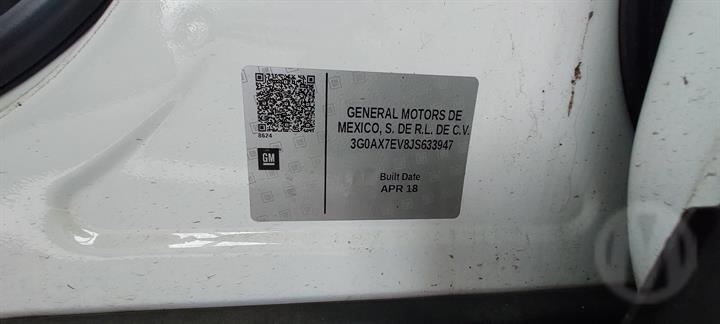 8624
GM
GENERAL MOTORS DE
MEXICO, S. DE R.L. DE C.V.
3G0AX7EV8JS633947
Built Date
APR 18